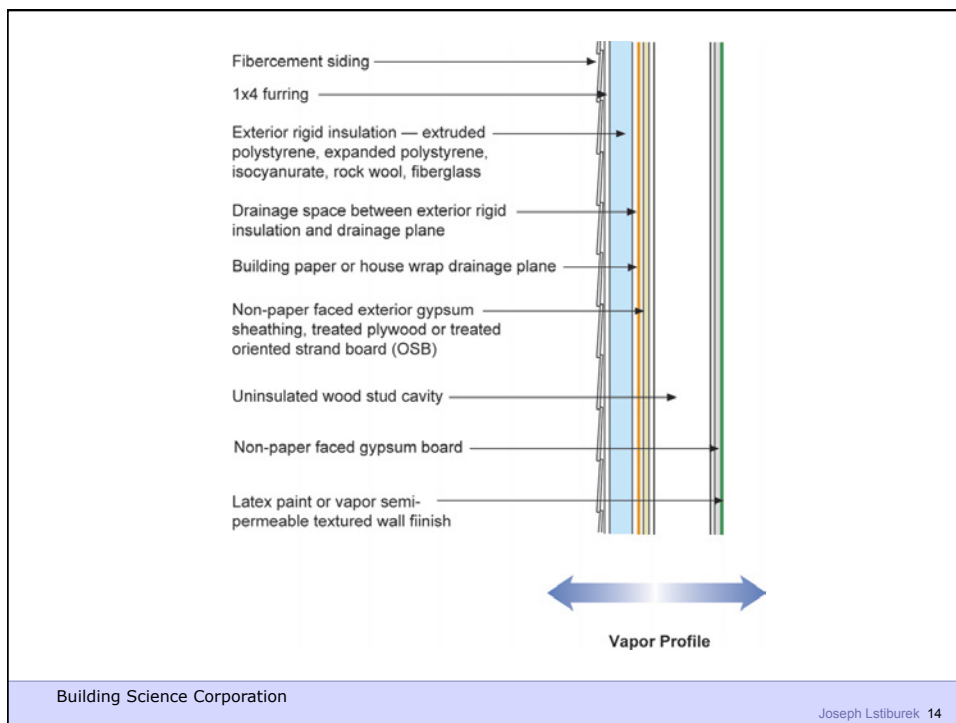 Fibercement siding
1x4 furring
Exterior rigid insulation — extruded
polystyrene, expanded polystyrene,
isocyanurate, rock wool, fiberglass
Drainage space between exterior rigid
insulation and drainage plane
Building paper or house wrap drainage plane
Non-paper faced exterior gypsum
sheathing, treated plywood or treated
oriented strand board (OSB)
Uninsulated wood stud cavity
Non-paper faced gypsum board
Latex paint or vapor semi-
permeable textured wall fiinish
Vapor Profile
Building Science Corporation
Joseph Lstiburek 14